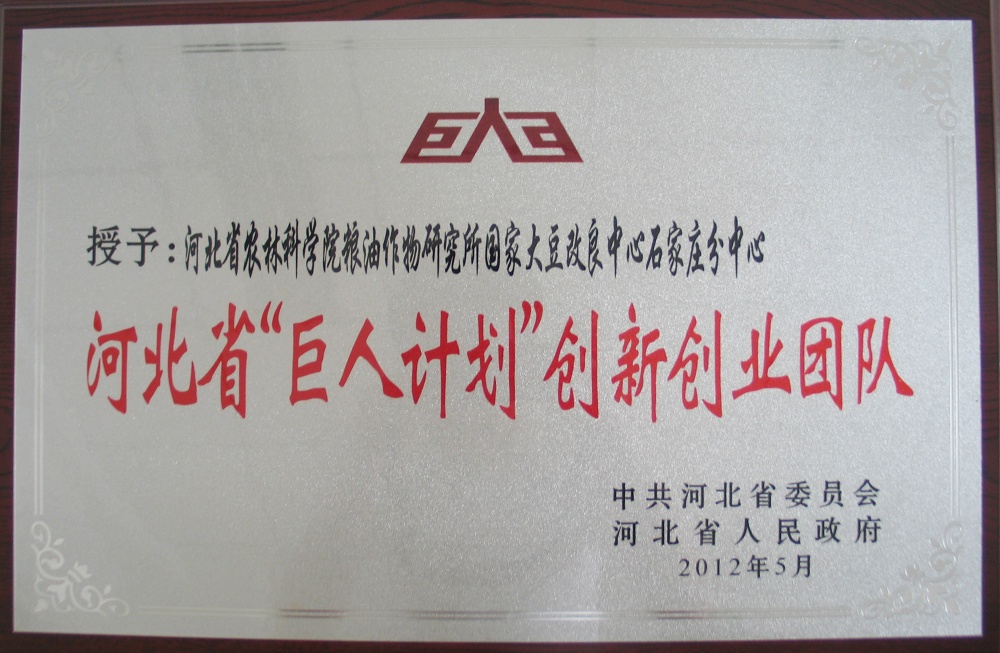 巨人
授予：河北省农林科学院粮油作物研究所国家大豆改良中心石家庄分中心
河北省“巨人计划”创新创业团队
中共河北省委员会
河北省人民政府
2012年5月